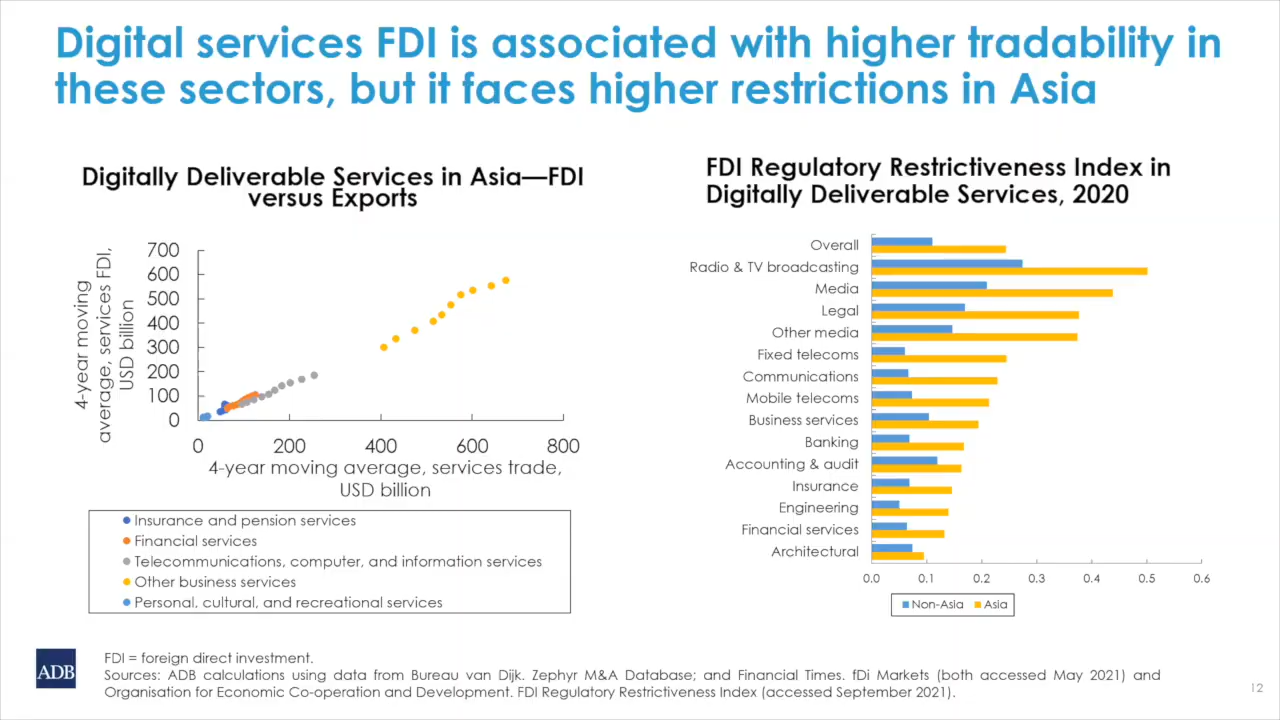 Digital services FDI is associated with higher tradability in
these sectors, but it faces higher restrictions in Asia
Digitally Deliverable Services in Asia—FDI
versus Exports
4-year moving
average, services FDI,
USD billion
700
600
500
400
300
200
100
0
0 200 400 600 800
4-year moving average, services trade,
USD billion
Insurance and pension services
Financial services
Telecommunications, computer, and information services
Other business services
Personal, cultural, and recreational services
FDI Regulatory Restrictiveness Index in
Digitally Deliverable Services, 2020
Overall
Radio & TV broadcasting
Media
Legal
Other media
Fixed telecoms
Communications
Mobile telecoms
Business services
Banking
Accounting & audit
Insurance
Engineering
Financial services
Architectural
0.0 0.1 0.2 0.3 0.4 0.5 0.6
Non-Asia Asia
ADB
FDI = foreign direct investment.
Sources: ADB calculations using data from Bureau van Dijk. Zephyr M&A Database; and Financial Times. fDi Markets (both accessed May 2021) and
Organisation for Economic Co-operation and Development. FDI Regulatory Restrictiveness Index (accessed September 2021).
12